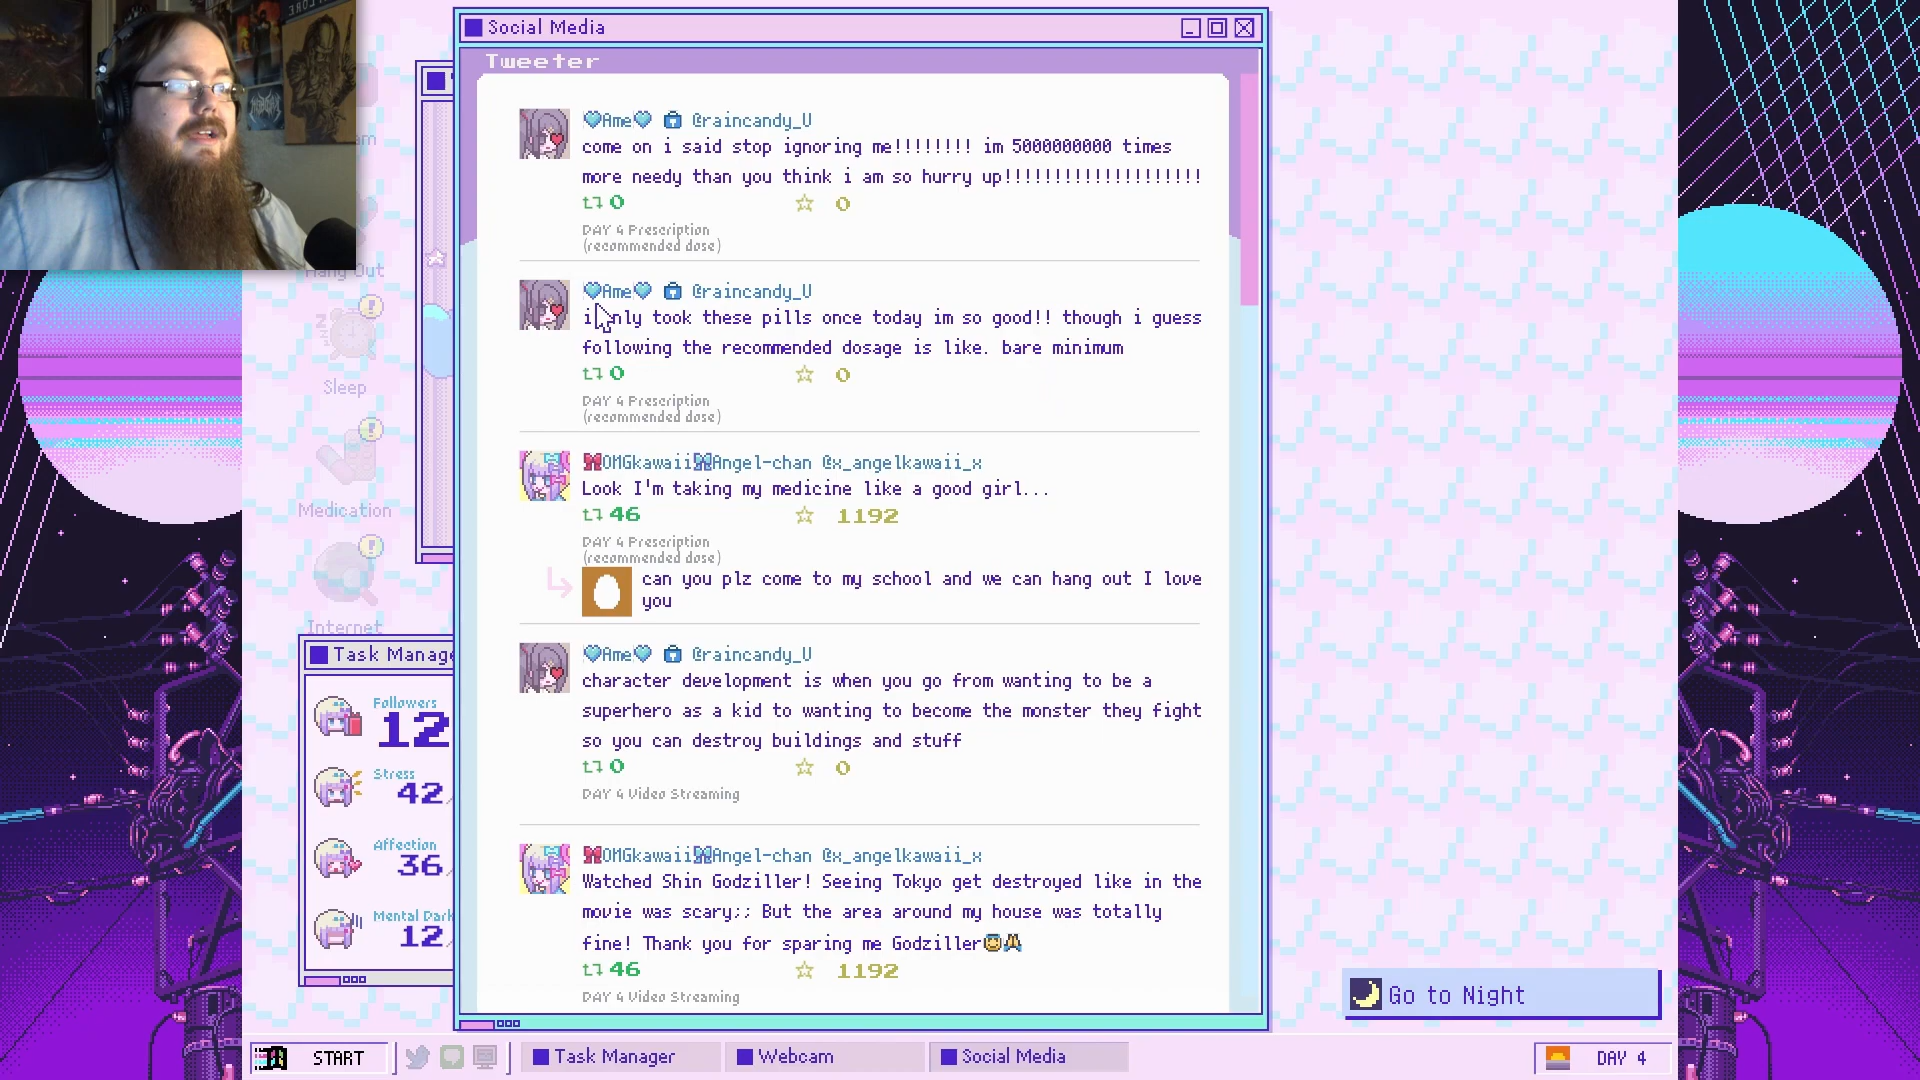 Social Media
Tweeter
Ame @raincandy_U
come on i said stop ignoring me!!!!!!!! im 5000000000 times
more needy than you think i am so hurry up!!!!!!!!!!!!!!!!!!!!
0 0
DAY 4 Prescription
(recommended dose)
Ame @raincandy_U
i only took these pills once today im so good!! though i guess
following the recommended dosage is like. bare minimum
0 0
DAY 4 Prescription
(recommended dose)
OMGkawaii Angel-chan @x_angelkawaii_x
Look I'm taking my medicine like a good girl...
46 1192
DAY 4 Prescription
(recommended dose)
can you plz come to my school and we can hang out I love
you
Ame @raincandy_U
character development is when you go from wanting to be a
superhero as a kid to wanting to become the monster they fight
so you can destroy buildings and stuff
0 0
DAY 4 Video Streaming
OMGkawaii Angel-chan @x_angelkawaii_x
Watched Shin Godziller! Seeing Tokyo get destroyed like in the
movie was scary;; But the area around my house was totally
fine! Thank you for sparing me Godziller
46 1192
DAY 4 Video Streaming
Hang Out
Sleep
Medication
Internet
Task Manage
Followers
12
Stress
42
Affection
36
Mental Dark
12
Go to Night
START
Task Manager
Webcam
Social Media
DAY 4